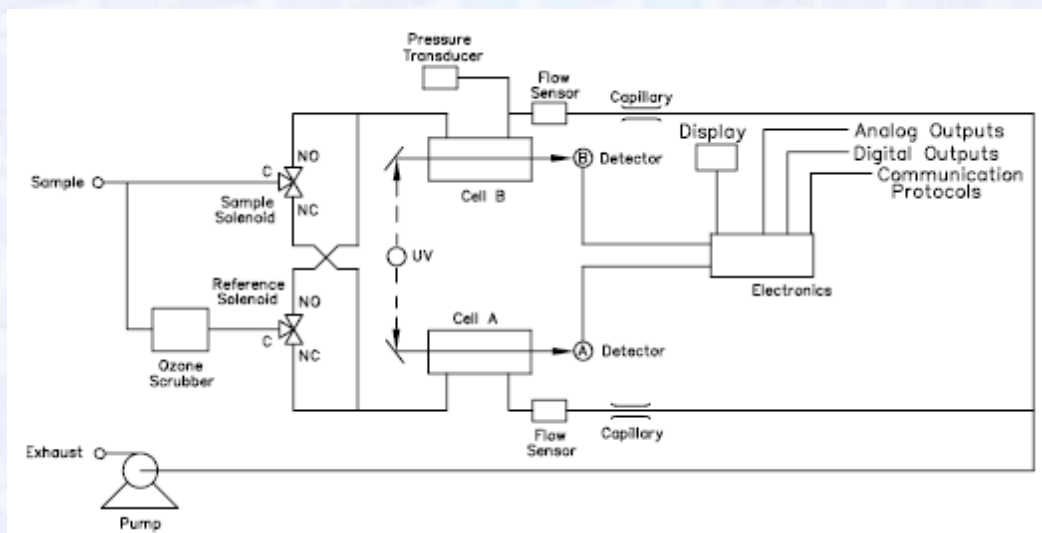 Pressure
Transducer
Flow
Sensor
Capillary
Display
Analog Outputs
Digital Outputs
Communication
Protocols
NO
C
Sample
NC
Sample
Solenoid
B
Detector
Cell B
UV
Electronics
Reference
Solenoid
NO
C
NC
Ozone
Scrubber
Cell A
A
Detector
Flow
Sensor
Capillary
Exhaust
Pump